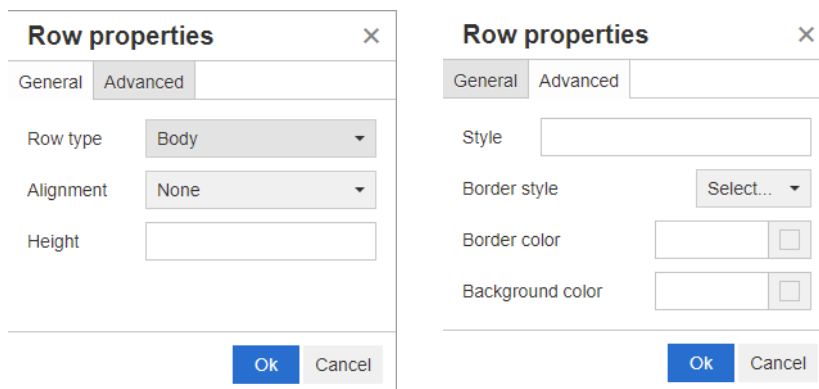 Row properties ×
General Advanced
Row type Body
Alignment None
Height
Ok Cancel
Row properties ×
General Advanced
Style
Border style Select...
Border color
Background color
Ok Cancel